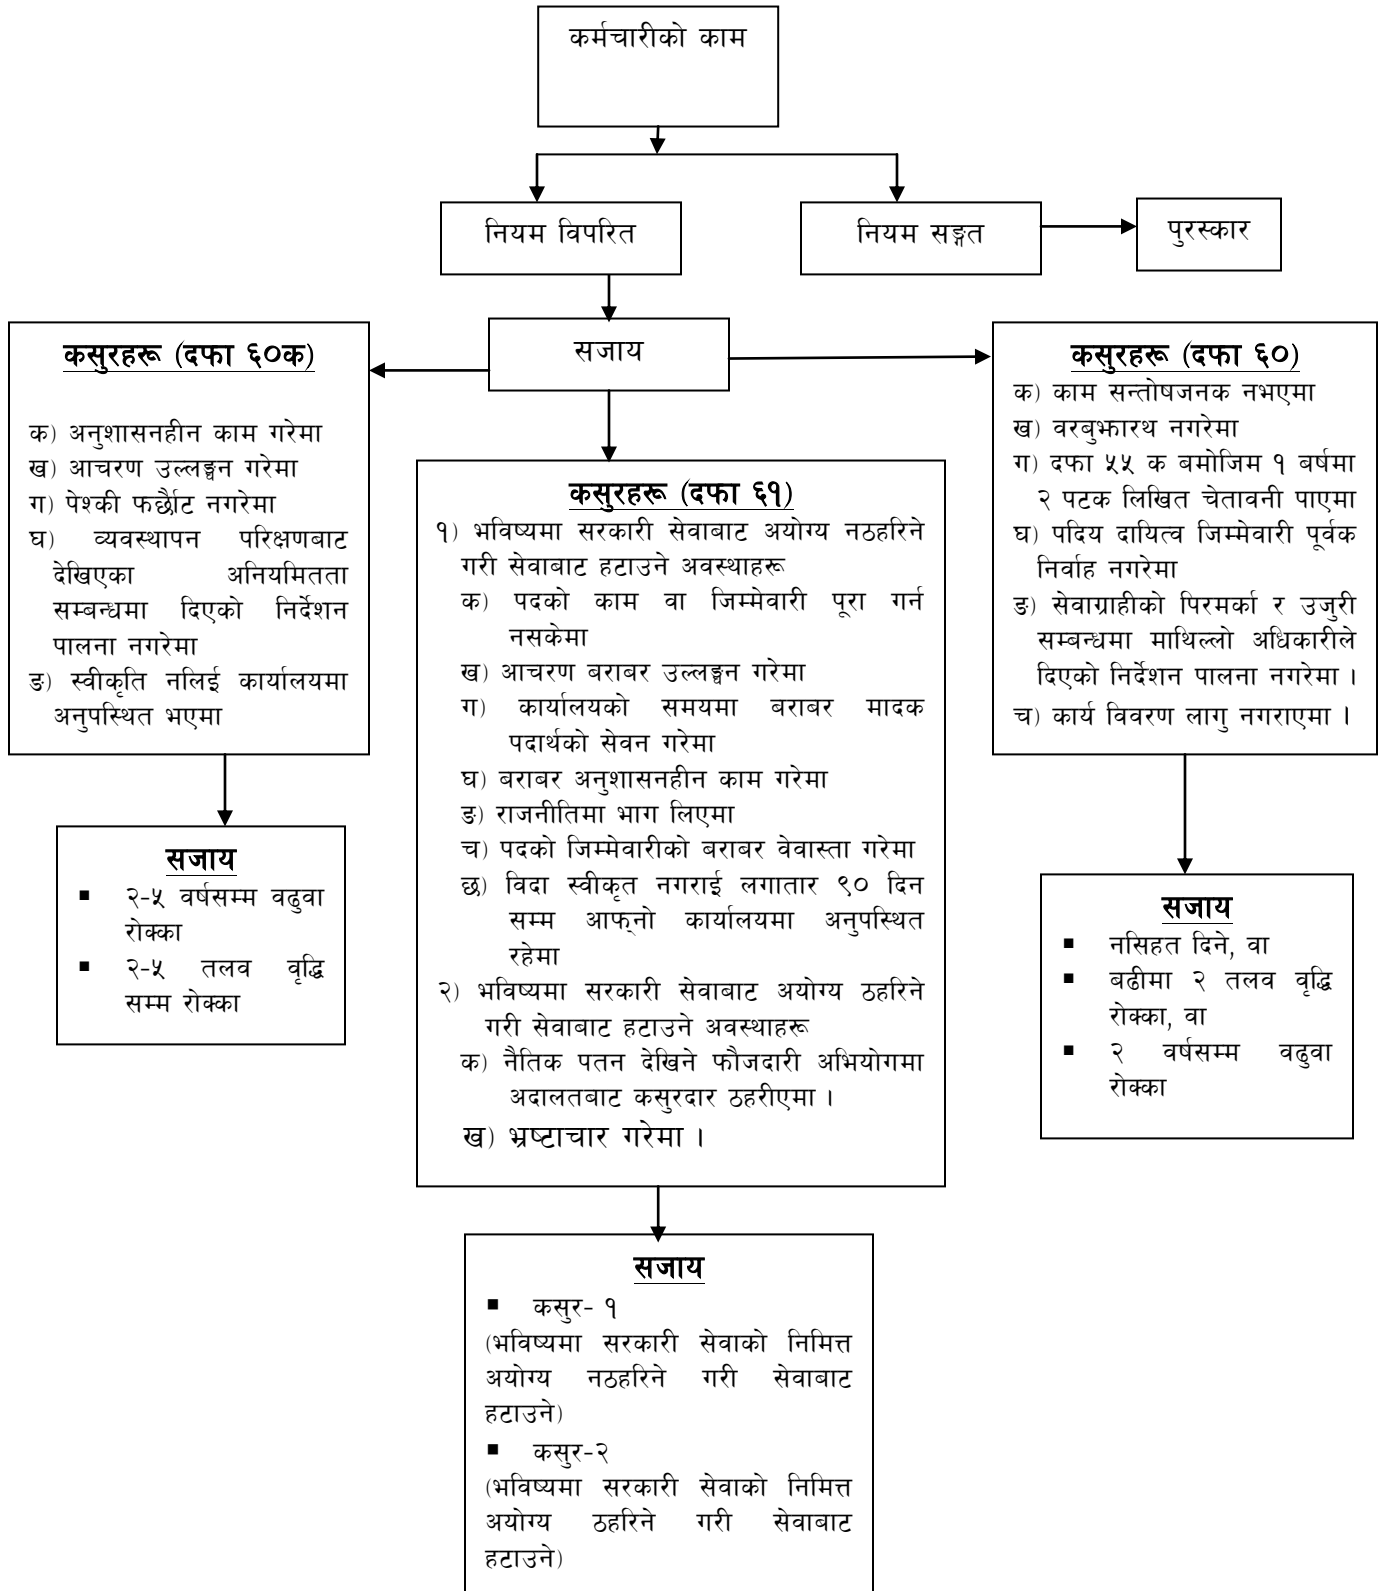 कर्मचारीको काम
नियम विपरित
नियम सङ्गत
पुरस्कार
सजाय
कसुरहरू (दफा ६०क)
क) अनुशासनहीन काम गरेमा
ख) आचरण उल्लङ्घन गरेमा
ग) पेश्की फर्छ्यौट नगरेमा
घ) व्यवस्थापन परिक्षणबाट
देखिएका अनियमितता
सम्बन्धमा दिएको निर्देशन
पालना नगरेमा
ङ) स्वीकृति नलिई कार्यालयमा
अनुपस्थित भएमा
सजाय
▪ २-५ वर्षसम्म वढुवा
रोक्का
▪ २-५ तलव वृद्धि
सम्म रोक्का
कसुरहरू (दफा ६१)
१) भविष्यमा सरकारी सेवाबाट अयोग्य नठहरिने
गरी सेवाबाट हटाउने अवस्थाहरू
क) पदको काम वा जिम्मेवारी पूरा गर्न
नसकेमा
ख) आचरण बराबर उल्लङ्घन गरेमा
ग) कार्यालयको समयमा बराबर मादक
पदार्थको सेवन गरेमा
घ) बराबर अनुशासनहीन काम गरेमा
ङ) राजनीतिमा भाग लिएमा
च) पदको जिम्मेवारीको बराबर वेवास्ता गरेमा
छ) विदा स्वीकृत नगराई लगातार ९० दिन
सम्म आफ्नो कार्यालयमा अनुपस्थित
रहेमा
२) भविष्यमा सरकारी सेवाबाट अयोग्य ठहरिने
गरी सेवाबाट हटाउने अवस्थाहरू
क) नैतिक पतन देखिने फौजदारी अभियोगमा
अदालतबाट कसुरदार ठहरीएमा ।
ख) भ्रष्टाचार गरेमा ।
सजाय
▪ कसुर- १
(भविष्यमा सरकारी सेवाको निमित्त
अयोग्य नठहरिने गरी सेवाबाट
हटाउने)
▪ कसुर-२
(भविष्यमा सरकारी सेवाको निमित्त
अयोग्य ठहरिने गरी सेवाबाट
हटाउने)
कसुरहरू (दफा ६०)
क) काम सन्तोषजनक नभएमा
ख) वरबुझारथ नगरेमा
ग) दफा ५५ क बमोजिम १ बर्षमा
२ पटक लिखित चेतावनी पाएमा
घ) पदिय दायित्व जिम्मेवारी पूर्वक
निर्वाह नगरेमा
ङ) सेवाग्राहीको पिरमर्का र उजुरी
सम्बन्धमा माथिल्लो अधिकारीले
दिएको निर्देशन पालना नगरेमा ।
च) कार्य विवरण लागु नगराएमा ।
सजाय
▪ नसिहत दिने, वा
▪ बढीमा २ तलव वृद्धि
रोक्का, वा
▪ २ वर्षसम्म वढुवा
रोक्का